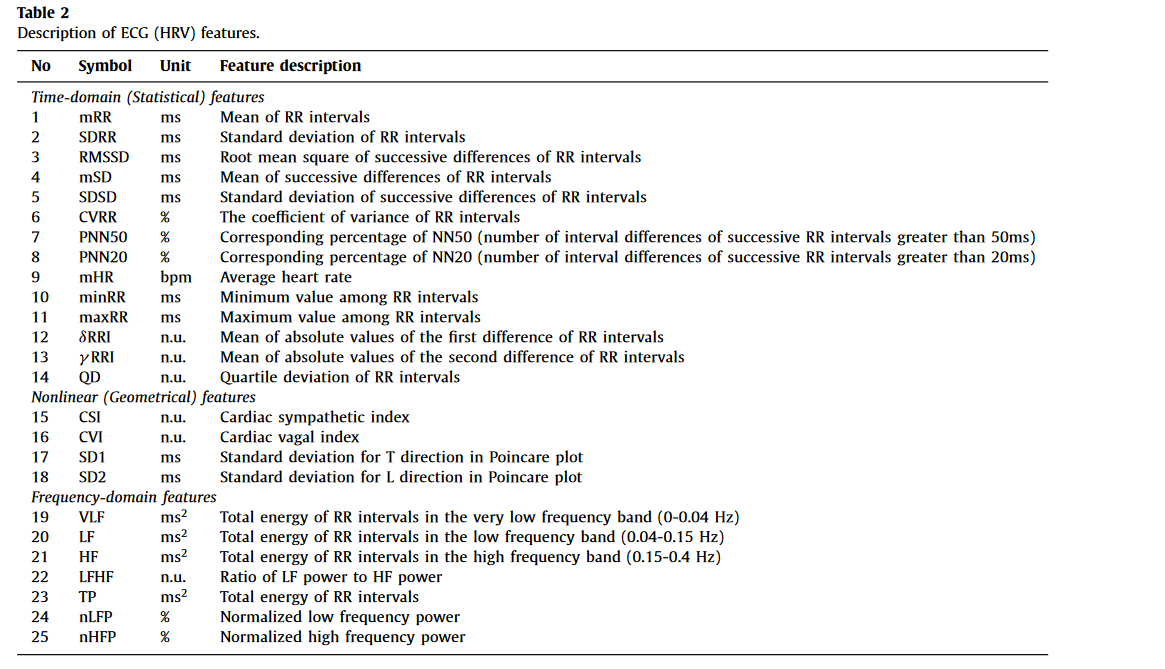 Table 2
Description of ECG (HRV) features.
No Symbol Unit Feature description
Time-domain (Statistical) features
1 mRR ms Mean of RR intervals
2 SDRR ms Standard deviation of RR intervals
3 RMSSD ms Root mean square of successive differences of RR intervals
4 mSD ms Mean of successive differences of RR intervals
5 SDSD ms Standard deviation of successive differences of RR intervals
6 CVRR % The coefficient of variance of RR intervals
7 PNN50 % Corresponding percentage of NN50 (number of interval differences of successive RR intervals greater than 50ms)
8 PNN20 % Corresponding percentage of NN20 (number of interval differences of successive RR intervals greater than 20ms)
9 mHR bpm Average heart rate
10 minRR ms Minimum value among RR intervals
11 maxRR ms Maximum value among RR intervals
12 δRRI n.u. Mean of absolute values of the first difference of RR intervals
13 γRRI n.u. Mean of absolute values of the second difference of RR intervals
14 QD n.u. Quartile deviation of RR intervals
Nonlinear (Geometrical) features
15 CSI n.u. Cardiac sympathetic index
16 CVI n.u. Cardiac vagal index
17 SD1 ms Standard deviation for T direction in Poincare plot
18 SD2 ms Standard deviation for L direction in Poincare plot
Frequency-domain features
19 VLF ms² Total energy of RR intervals in the very low frequency band (0-0.04 Hz)
20 LF ms² Total energy of RR intervals in the low frequency band (0.04-0.15 Hz)
21 HF ms² Total energy of RR intervals in the high frequency band (0.15-0.4 Hz)
22 LFHF n.u. Ratio of LF power to HF power
23 TP ms² Total energy of RR intervals
24 nLFP % Normalized low frequency power
25 nHFP % Normalized high frequency power